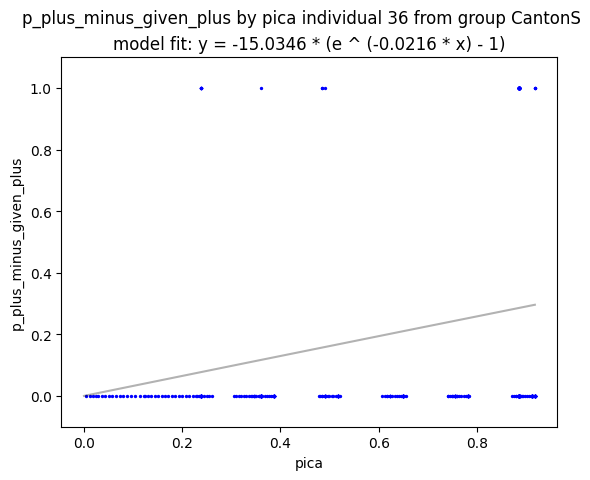 p_plus_minus_given_plus by pica individual 36 from group CantonS
model fit: y = -15.0346 * (e ^ (-0.0216 * x) - 1)
p_plus_minus_given_plus
1.0
0.8
0.6
0.4
0.2
0.0
0.0 0.2 0.4 0.6 0.8
pica